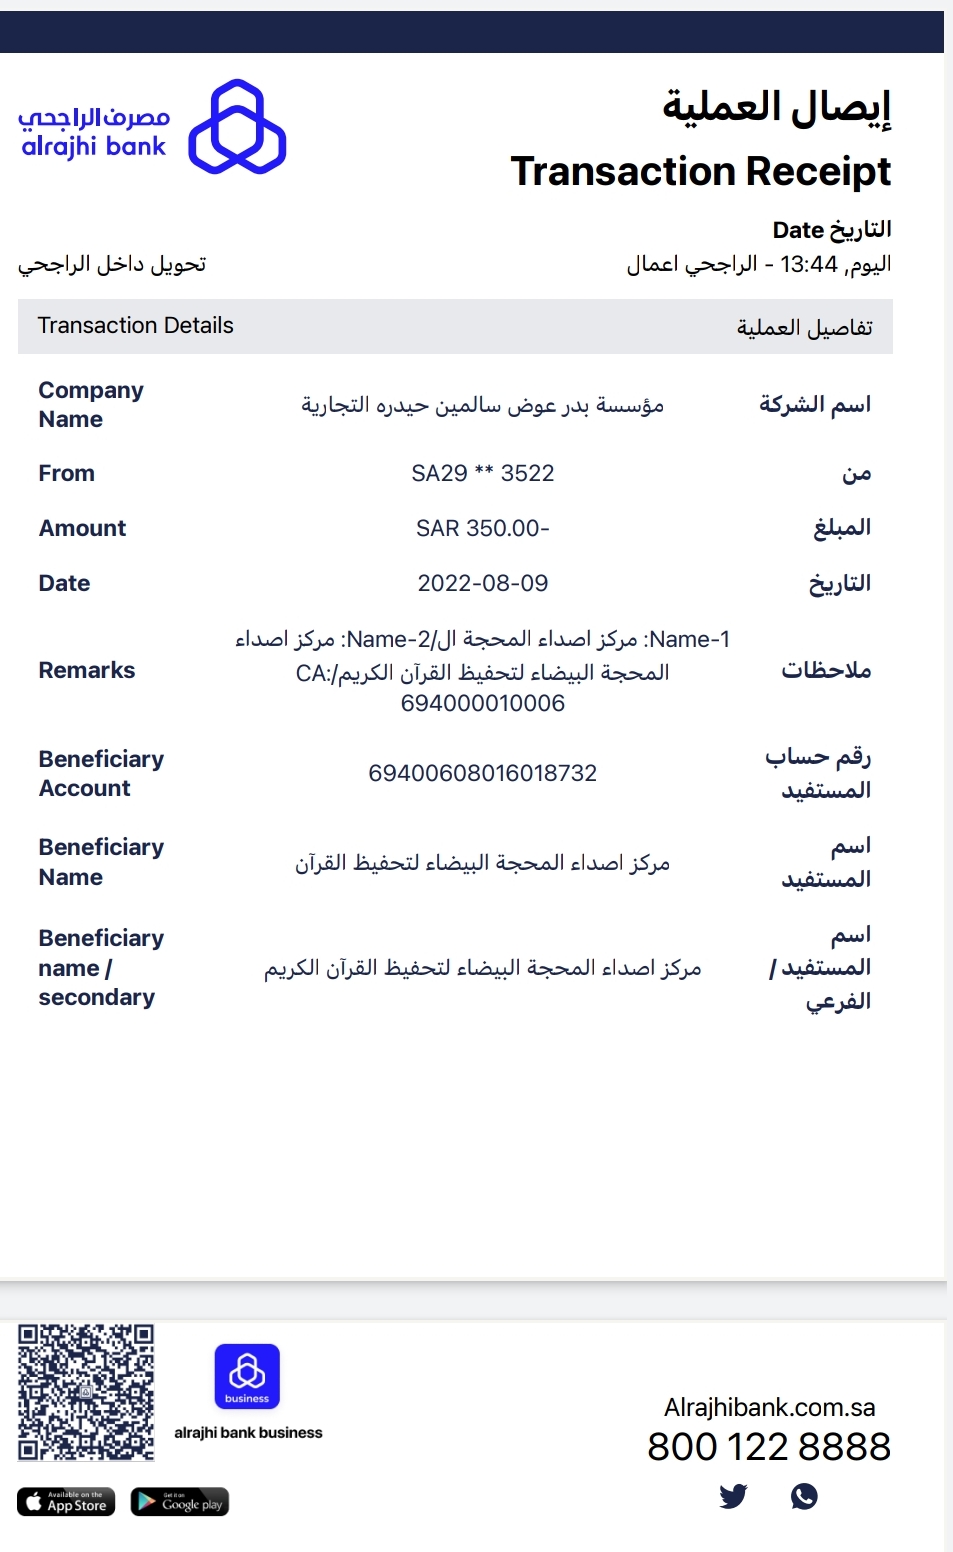 مصرف الراجحي
alrajhi bank
إيصال العملية
Transaction Receipt
التاريخ Date
اليوم, 13:44 - الراجحي اعمال
تحويل داخل الراجحي
Transaction Details
تفاصيل العملية
Company
Name
مؤسسة بدر عوض سالمين حيدره التجارية
اسم الشركة
From
SA29 ** 3522
من
Amount
SAR 350.00-
المبلغ
Date
2022-08-09
التاريخ
Remarks
Name-1: مركز اصداء المحجة ال/Name-2: مركز اصداء
المحجة البيضاء لتحفيظ القرآن الكريم/CA:
694000010006
ملاحظات
Beneficiary
Account
69400608016018732
رقم حساب
المستفيد
Beneficiary
Name
مركز اصداء المحجة البيضاء لتحفيظ القرآن
اسم
المستفيد
Beneficiary
name /
secondary
مركز اصداء المحجة البيضاء لتحفيظ القرآن الكريم
اسم
المستفيد /
الفرعي
business
alrajhi bank business
Available on the
App Store
Get it on
Google play
Alrajhibank.com.sa
800 122 8888